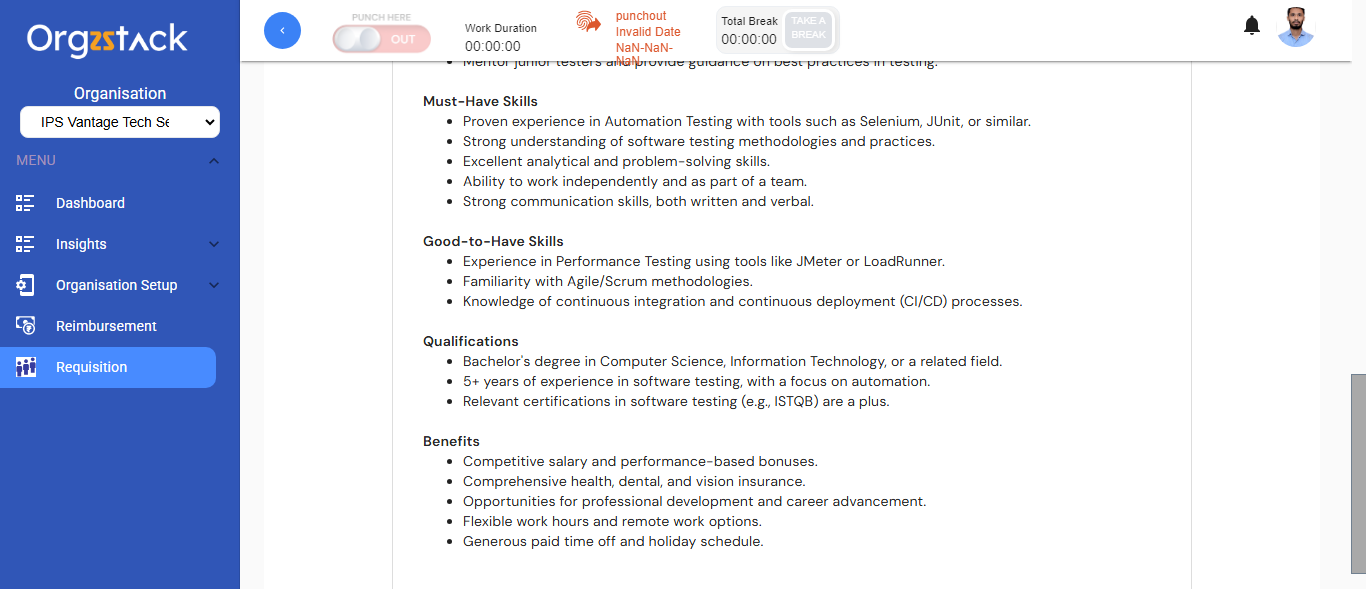 Orgzstack
Organisation
IPS Vantage Tech Se
MENU
Dashboard
Insights
Organisation Setup
Reimbursement
Requisition
PUNCH HERE
OUT
Work Duration
00:00:00
punchout
Invalid Date
NaN-NaN-
NaN
Total Break
00:00:00
TAKE A
BREAK
Mentor junior testers and provide guidance on best practices in testing.
Must-Have Skills
Proven experience in Automation Testing with tools such as Selenium, JUnit, or similar.
Strong understanding of software testing methodologies and practices.
Excellent analytical and problem-solving skills.
Ability to work independently and as part of a team.
Strong communication skills, both written and verbal.
Good-to-Have Skills
Experience in Performance Testing using tools like JMeter or LoadRunner.
Familiarity with Agile/Scrum methodologies.
Knowledge of continuous integration and continuous deployment (CI/CD) processes.
Qualifications
Bachelor's degree in Computer Science, Information Technology, or a related field.
5+ years of experience in software testing, with a focus on automation.
Relevant certifications in software testing (e.g., ISTQB) are a plus.
Benefits
Competitive salary and performance-based bonuses.
Comprehensive health, dental, and vision insurance.
Opportunities for professional development and career advancement.
Flexible work hours and remote work options.
Generous paid time off and holiday schedule.